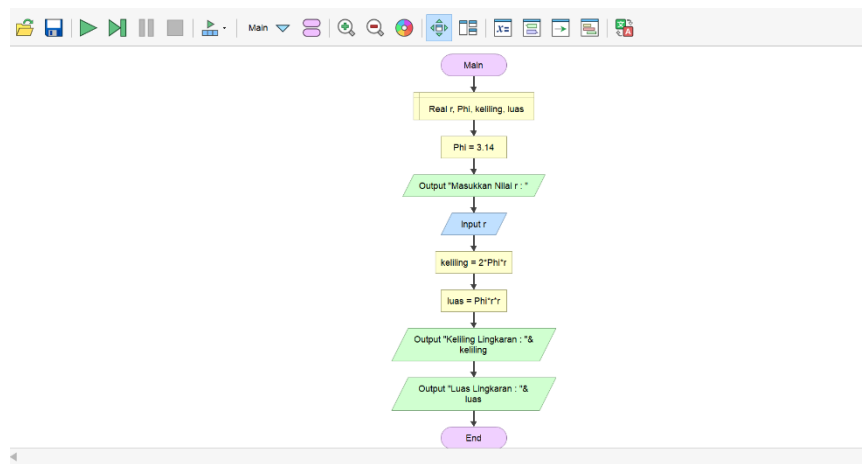 Main
Main
Real r, Phi, keliling, luas
Phi = 3.14
Output "Masukkan Nilai r : "
Input r
keliling = 2*Phi*r
luas = Phi*r*r
Output "Keliling Lingkaran : "&
keliling
Output "Luas Lingkaran : "&
luas
End